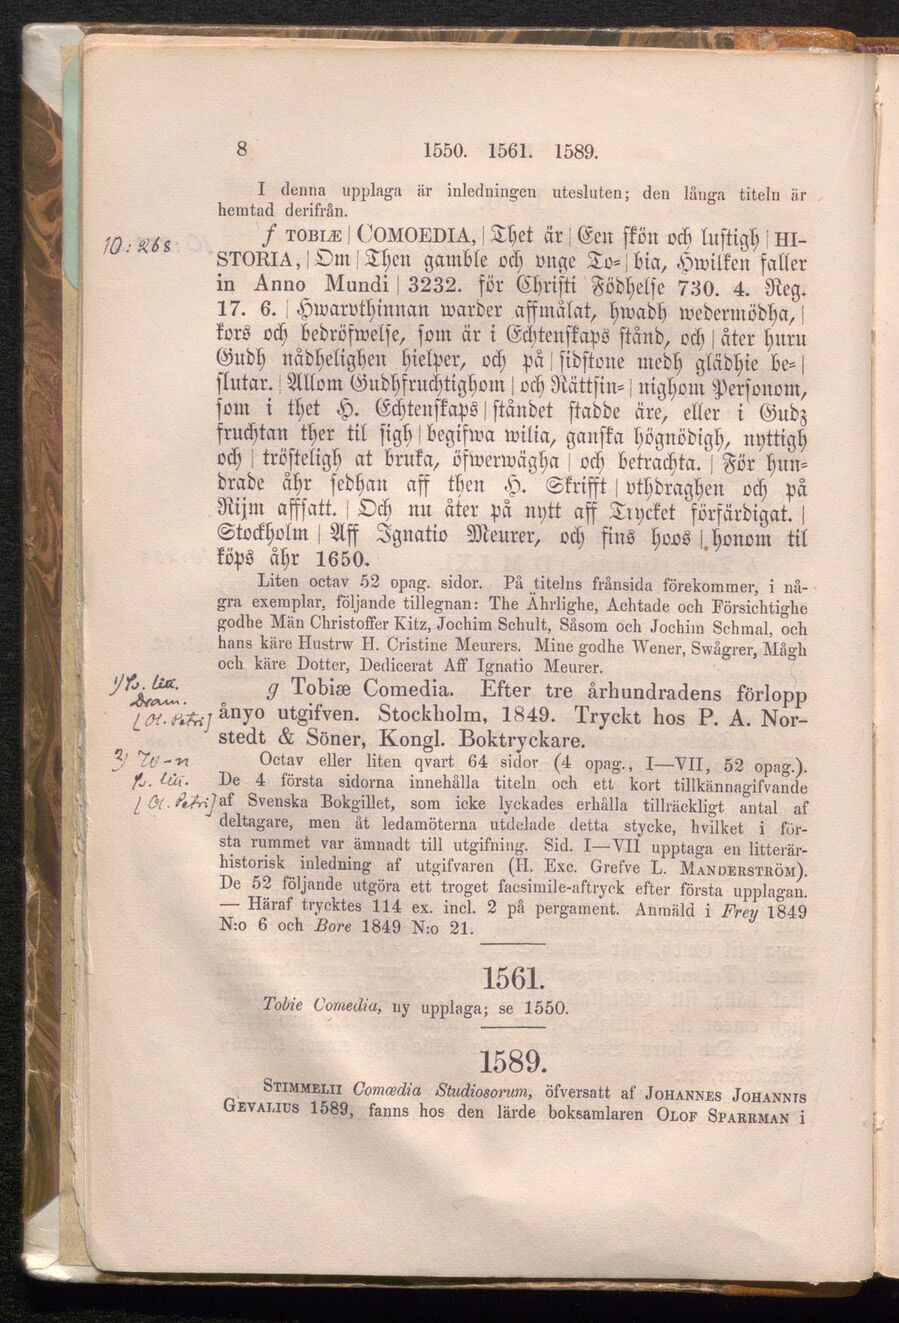 8 1550. 1561. 1589.
I denna upplaga är inledningen utesluten; den långa titeln är
hemtad derifrån.
10: 268
f TOBIÆ | COMOEDIA, | Thet är | Een skön och lustigh | HI-
STORIA, | Om | Then gamble och vnge To= | bia, Hwilken faller
in Anno Mundi | 3232. för Christi Födhelse 730. 4. Reg.
17. 6. | Hwarvthinnan warder affmålat, hwadh wedermödha, |
kors och bedröfwelse, som är i Echtenskaps stånd, och | åter huru
Gudh nådhelighen hielper, och på | sidstone medh glädhie be= |
slutar. | Allom Gudhfruchtighom | och Rättsin= | nighom Personom,
som i thet H. Echtenskaps | ståndet stadde äre, eller i Gudz
fruchtan ther til sigh | begifwa wilia, ganska högnödigh, nyttigh
och | trösteligh at bruka, öfwerwägha | och betrachta. | För hun=
drade åhr sedhan aff then H. Skrifft | vthdraghen och på
Rijm affsatt. | Och nu åter på nytt aff Trycket förfärdigat. |
Stockholm | Aff Ignatio Meurer, och fins hoos | honom til
köps åhr 1650.
Liten octav 52 opag. sidor. På titelns frånsida förekommer, i nå-
gra exemplar, följande tillegnan: The Ährlighe, Achtade och Försichtighe
godhe Män Christoffer Kitz, Jochim Schult, Såsom och Jochim Schmal, och
hans käre Hustrw H. Cristine Meurers. Mine godhe Wener, Swågrer, Mågh
och käre Dotter, Dedicerat Aff Ignatio Meurer.
1) Sv. litt.
Dram.
[Ol. Petri]
g Tobiæ Comedia. Efter tre århundradens förlopp
ånyo utgifven. Stockholm, 1849. Tryckt hos P. A. Nor-
stedt & Söner, Kongl. Boktryckare.
2)
litt.
[Ol. Petri]
Octav eller liten qvart 64 sidor (4 opag., I—VII, 52 opag.).
De 4 första sidorna innehålla titeln och ett kort tillkännagifvande
af Svenska Bokgillet, som icke lyckades erhålla tillräckligt antal af
deltagare, men åt ledamöterna utdelade detta stycke, hvilket i för-
sta rummet var ämnadt till utgifning. Sid. I—VII upptaga en litterär-
historisk inledning af utgifvaren (H. Exc. Grefve L. MANDERSTRÖM).
De 52 följande utgöra ett troget facsimile-aftryck efter första upplagan.
— Häraf trycktes 114 ex. incl. 2 på pergament. Anmäld i Frey 1849
N:o 6 och Bore 1849 N:o 21.
1561.
Tobie Comedia, ny upplaga; se 1550.
1589.
STIMMELII Comœdia Studiosorum, öfversatt af JOHANNES JOHANNIS
GEVALIUS 1589, fanns hos den lärde boksamlaren OLOF SPARRMAN i